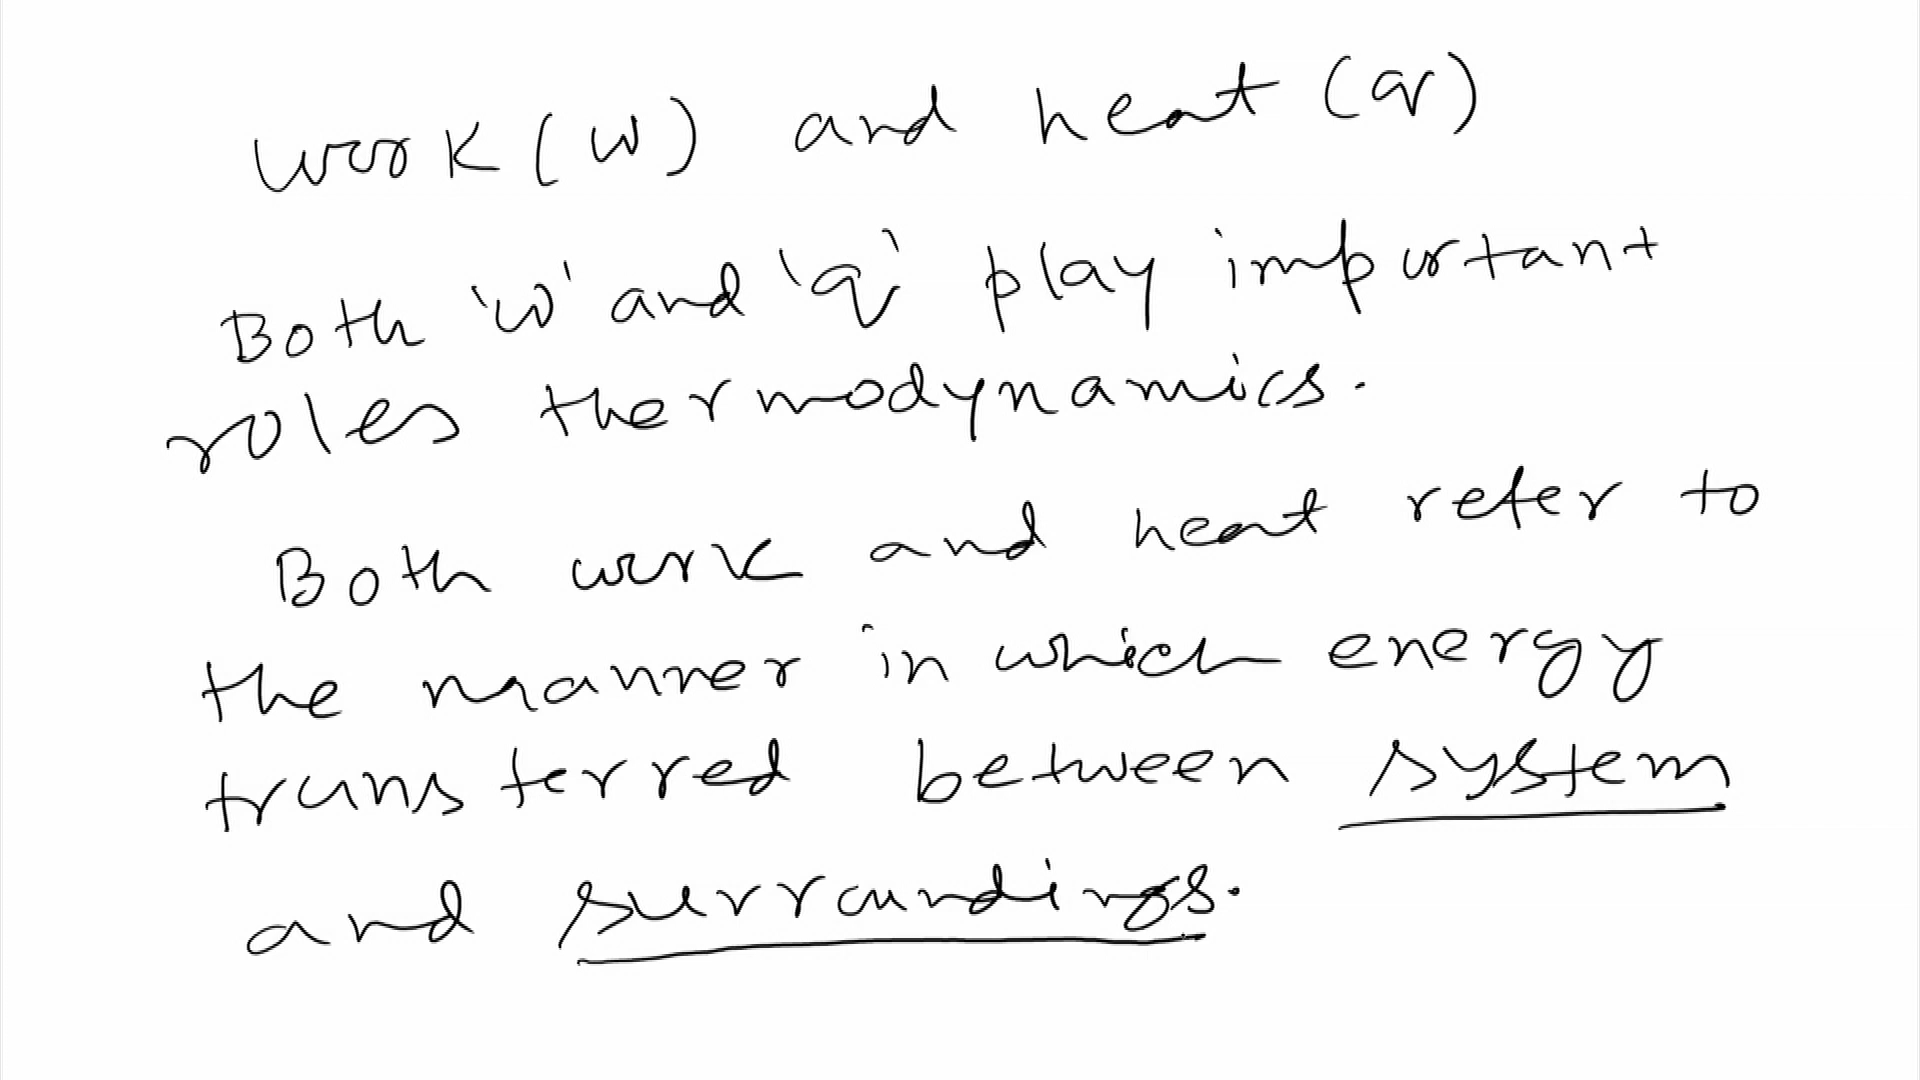 Work (w) and heat (q)
Both 'w' and 'q' play important
roles thermodynamics.
Both work and heat refer to
the manner in which energy
transferred between system
and surroundings.